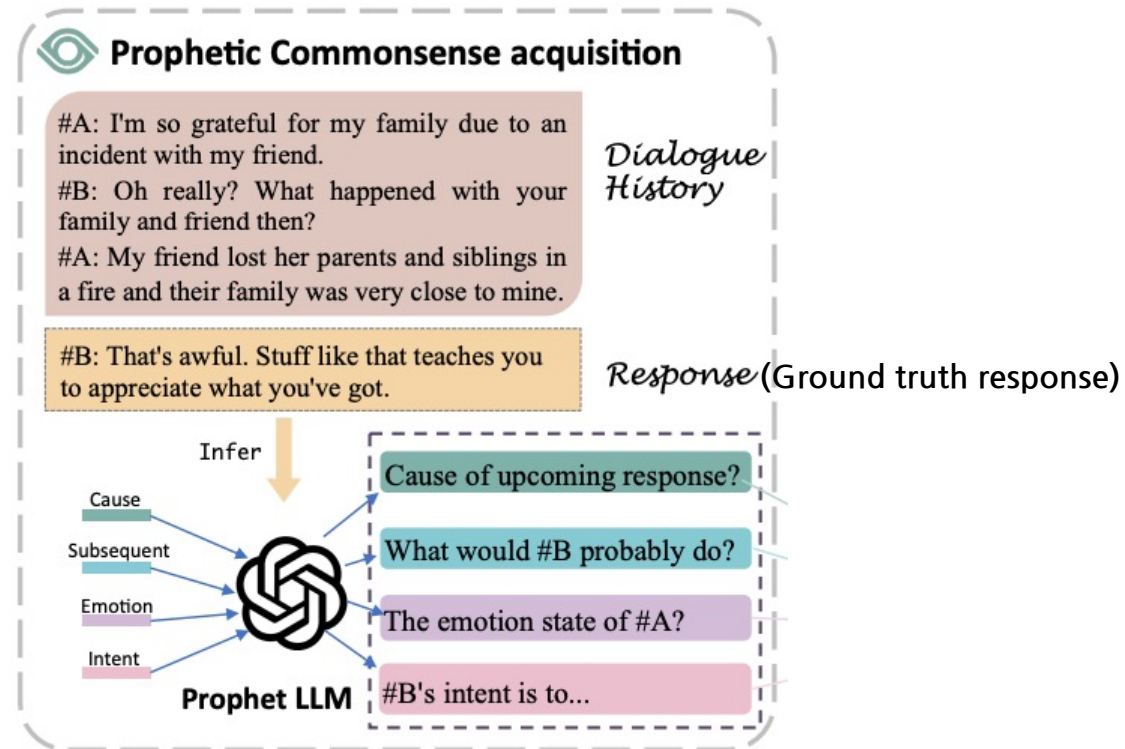 Prophetic Commonsense acquisition
#A: I'm so grateful for my family due to an
incident with my friend.
#B: Oh really? What happened with your
family and friend then?
#A: My friend lost her parents and siblings in
a fire and their family was very close to mine.
Dialogue
History
#B: That's awful. Stuff like that teaches you
to appreciate what you've got.
Response (Ground truth response)
Infer
Cause
Subsequent
Emotion
Intent
Prophet LLM
Cause of upcoming response?
What would #B probably do?
The emotion state of #A?
#B's intent is to...